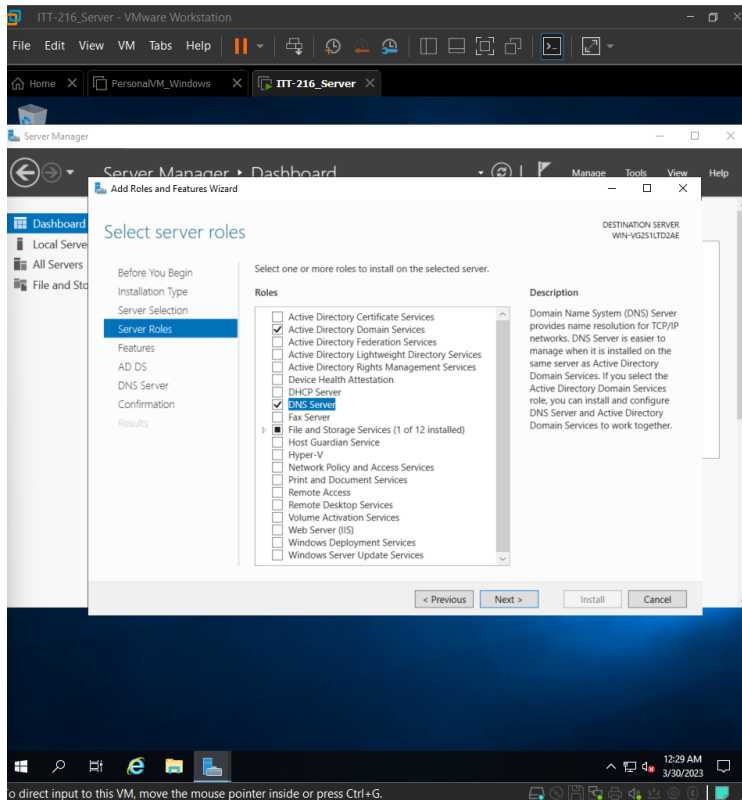 ITT-216_Server - VMware Workstation
File Edit View VM Tabs Help
Home PersonalVM_Windows ITT-216_Server
Server Manager
Server Manager • Dashboard Manage Tools View Help
Add Roles and Features Wizard
Dashboard
Local Serve
All Servers
File and Sto
Select server roles
DESTINATION SERVER
WIN-VG2S1LTD2AE
Before You Begin
Installation Type
Server Selection
Server Roles
Features
AD DS
DNS Server
Confirmation
Results
Select one or more roles to install on the selected server.
Roles
Active Directory Certificate Services
Active Directory Domain Services
Active Directory Federation Services
Active Directory Lightweight Directory Services
Active Directory Rights Management Services
Device Health Attestation
DHCP Server
DNS Server
Fax Server
File and Storage Services (1 of 12 installed)
Host Guardian Service
Hyper-V
Network Policy and Access Services
Print and Document Services
Remote Access
Remote Desktop Services
Volume Activation Services
Web Server (IIS)
Windows Deployment Services
Windows Server Update Services
Description
Domain Name System (DNS) Server
provides name resolution for TCP/IP
networks. DNS Server is easier to
manage when it is installed on the
same server as Active Directory
Domain Services. If you select the
Active Directory Domain Services
role, you can install and configure
DNS Server and Active Directory
Domain Services to work together.
< Previous Next > Install Cancel
12:29 AM
3/30/2023
To direct input to this VM, move the mouse pointer inside or press Ctrl+G.